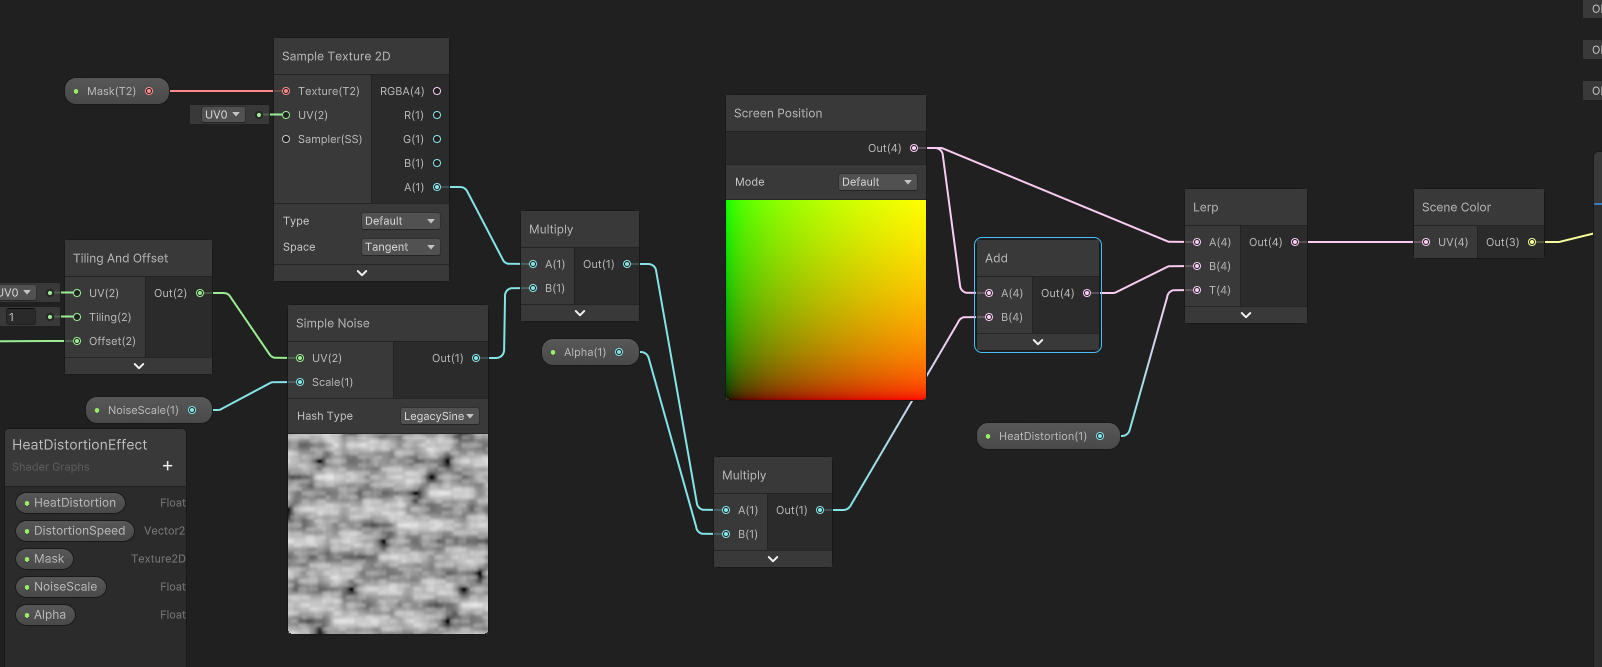 Sample Texture 2D
Mask(T2)
Texture(T2)
RGBA(4)
UV0
UV(2)
R(1)
Sampler(SS)
G(1)
B(1)
A(1)
Type
Default
Space
Tangent
Tiling And Offset
UV0
UV(2)
Out(2)
1
Tiling(2)
Offset(2)
NoiseScale(1)
Simple Noise
UV(2)
Out(1)
Scale(1)
Hash Type
LegacySine
Multiply
A(1)
Out(1)
B(1)
Alpha(1)
Screen Position
Out(4)
Mode
Default
Multiply
A(1)
Out(1)
B(1)
Add
A(4)
Out(4)
B(4)
HeatDistortion(1)
Lerp
A(4)
Out(4)
B(4)
T(4)
Scene Color
UV(4)
Out(3)
HeatDistortionEffect
Shader Graphs
+
HeatDistortion
Float
DistortionSpeed
Vector2
Mask
Texture2D
NoiseScale
Float
Alpha
Float